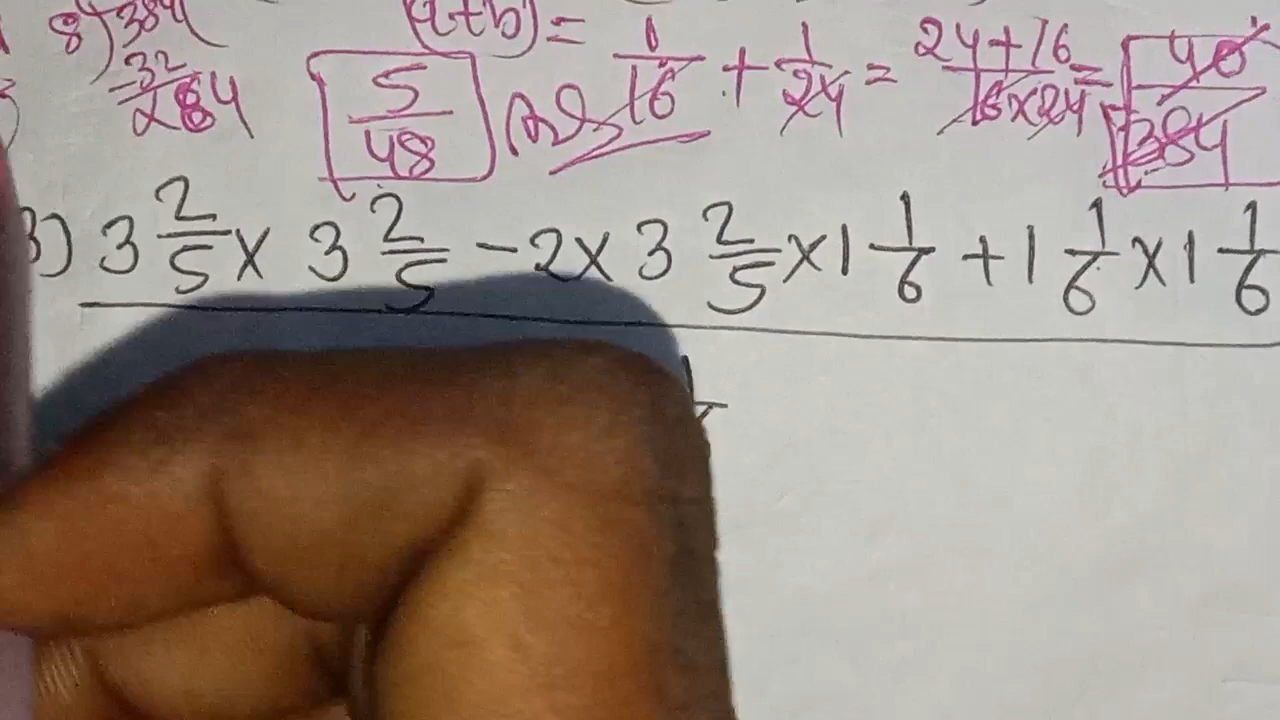 8)384 (a+b) = 1/16 + 1/24 = 24+16/16×24 = 40/384
-32
264 5/48
3) 3 2/5 × 3 2/5 - 2 × 3 2/5 × 1 1/6 + 1 1/6 × 1 1/6